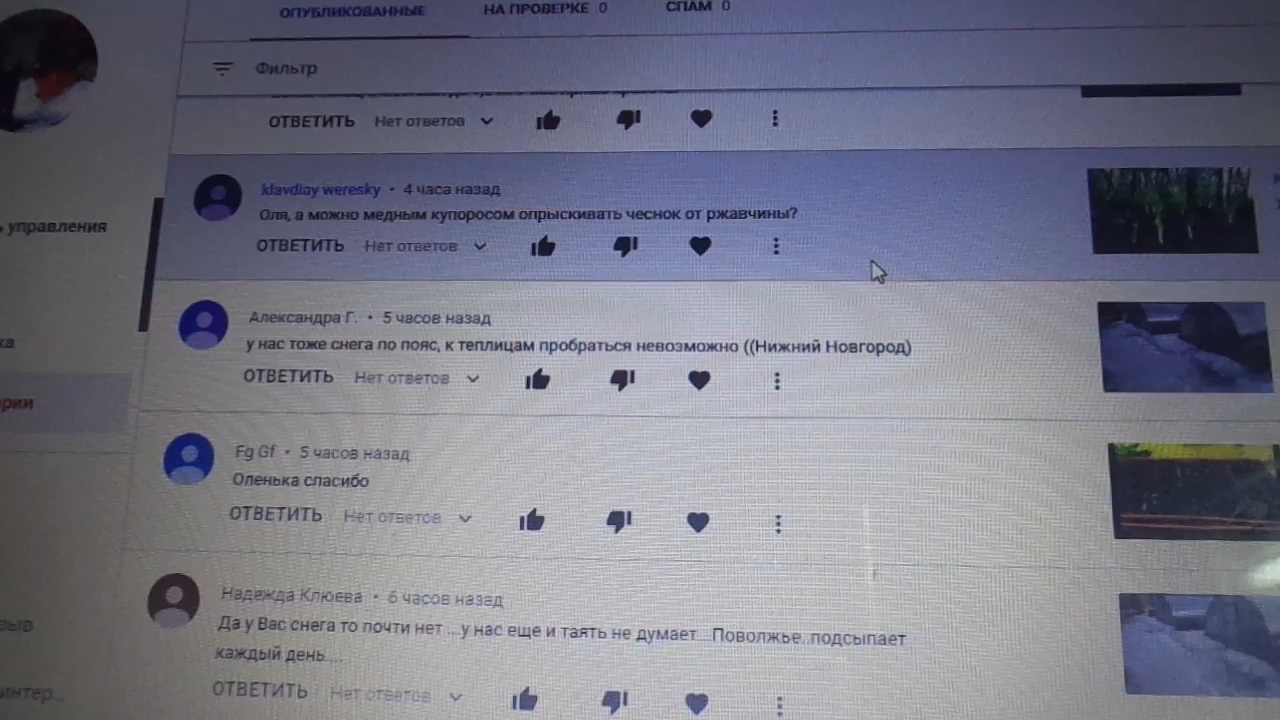 ОПУБЛИКОВАННЫЕ НА ПРОВЕРКЕ 0 СПАМ 0
Фильтр
ОТВЕТИТЬ Нет ответов
klavdiay weresky • 4 часа назад
Оля, а можно медным купоросом опрыскивать чеснок от ржавчины?
управления
ОТВЕТИТЬ Нет ответов
Александра Г. • 5 часов назад
у нас тоже снега по пояс, к теплицам пробраться невозможно ((Нижний Новгород)
ОТВЕТИТЬ Нет ответов
Fg Gf • 5 часов назад
Оленька спасибо
ОТВЕТИТЬ Нет ответов
Надежда Клюева • 6 часов назад
Да у Вас снега то почти нет ...у нас еще и таять не думает...Поволжье..подсыпает
каждый день....
ОТВЕТИТЬ Нет ответов
интер...